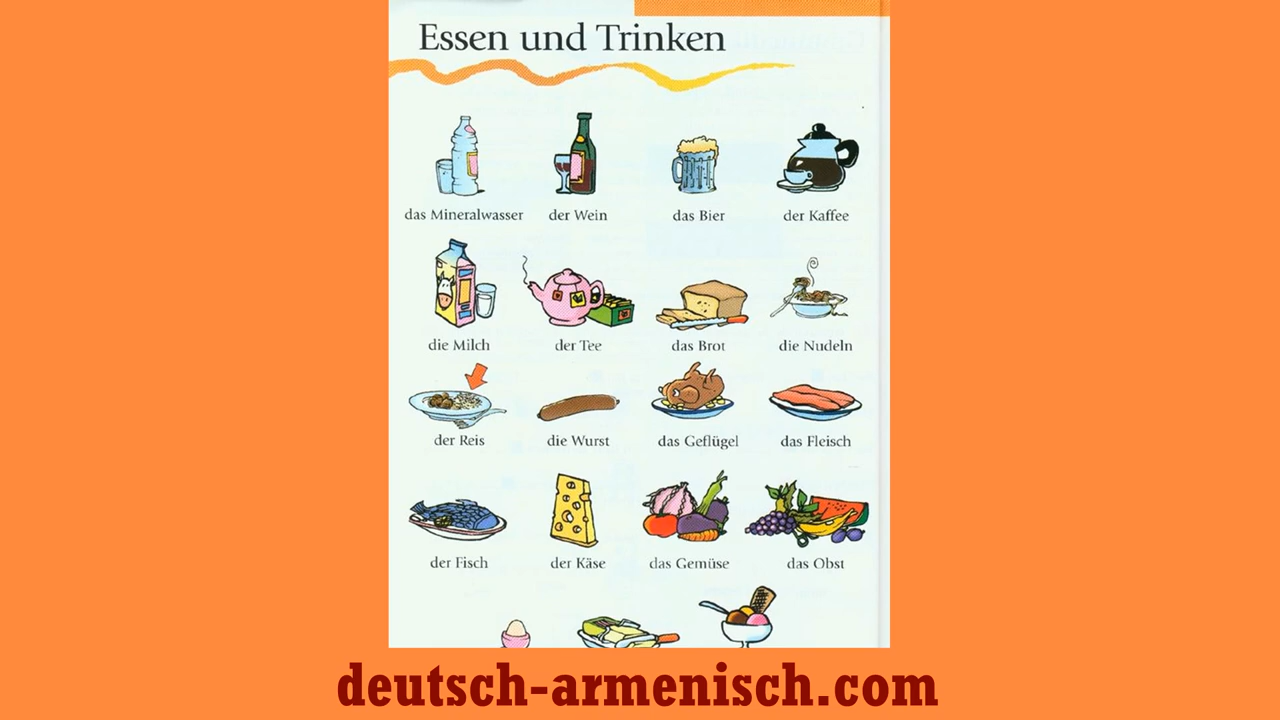 Essen und Trinken
das Mineralwasser der Wein das Bier der Kaffee
die Milch der Tee das Brot die Nudeln
der Reis die Wurst das Geflügel das Fleisch
der Fisch der Käse das Gemüse das Obst
deutsch-armenisch.com